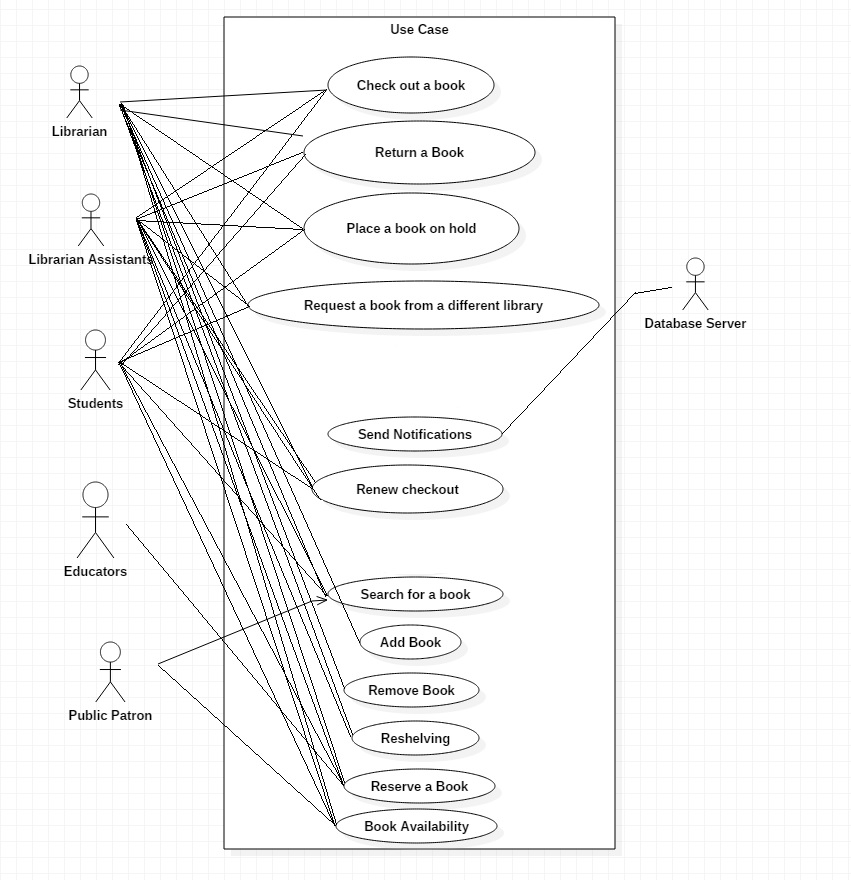 Use Case
Check out a book
Librarian
Return a Book
Place a book on hold
Librarian Assistants
Request a book from a different library
Database Server
Students
Send Notifications
Renew checkout
Educators
Search for a book
Add Book
Remove Book
Public Patron
Reshelving
Reserve a Book
Book Availability